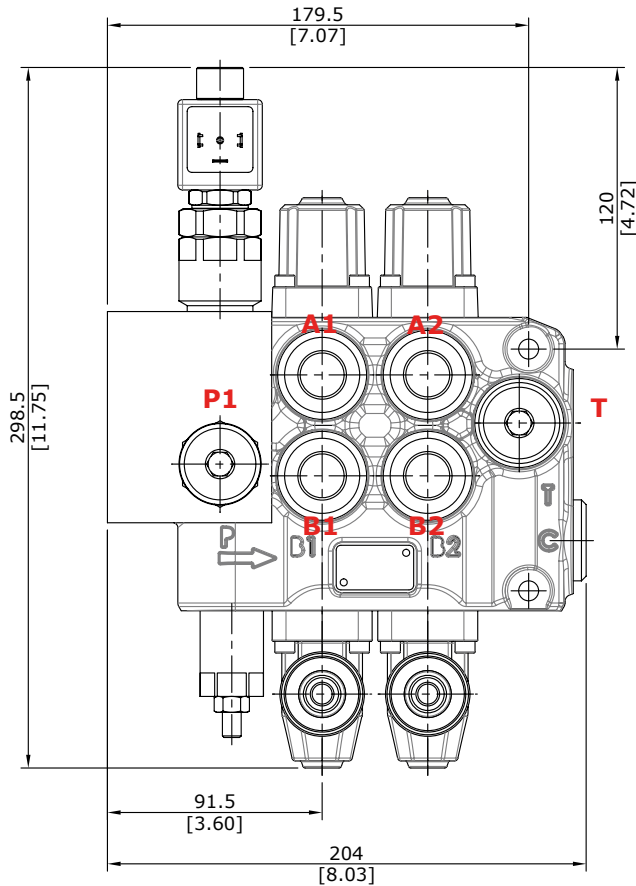 179.5
[7.07]
120
[4.72]
A1
A2
P1
T
298.5
[11.75]
T
B1
B2
P
B1
B2
C
91.5
[3.60]
204
[8.03]